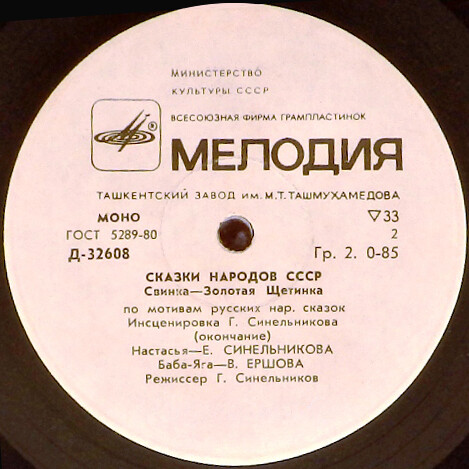 Министерство
культуры СССР
ВСЕСОЮЗНАЯ ФИРМА ГРАМПЛАСТИНОК
МЕЛОДИЯ
ТАШКЕНТСКИЙ ЗАВОД им. М.Т. ТАШМУХАМЕДОВА
МОНО ▽33
ГОСТ 5289-80 2
Д-32608 Гр. 2. 0-85
СКАЗКИ НАРОДОВ СССР
Свинка—Золотая Щетинка
по мотивам русских нар. сказок
Инсценировка Г. Синельникова
(окончание)
Настасья—Е. СИНЕЛЬНИКОВА
Баба-Яга—В. ЕРШОВА
Режиссер Г. Синельников